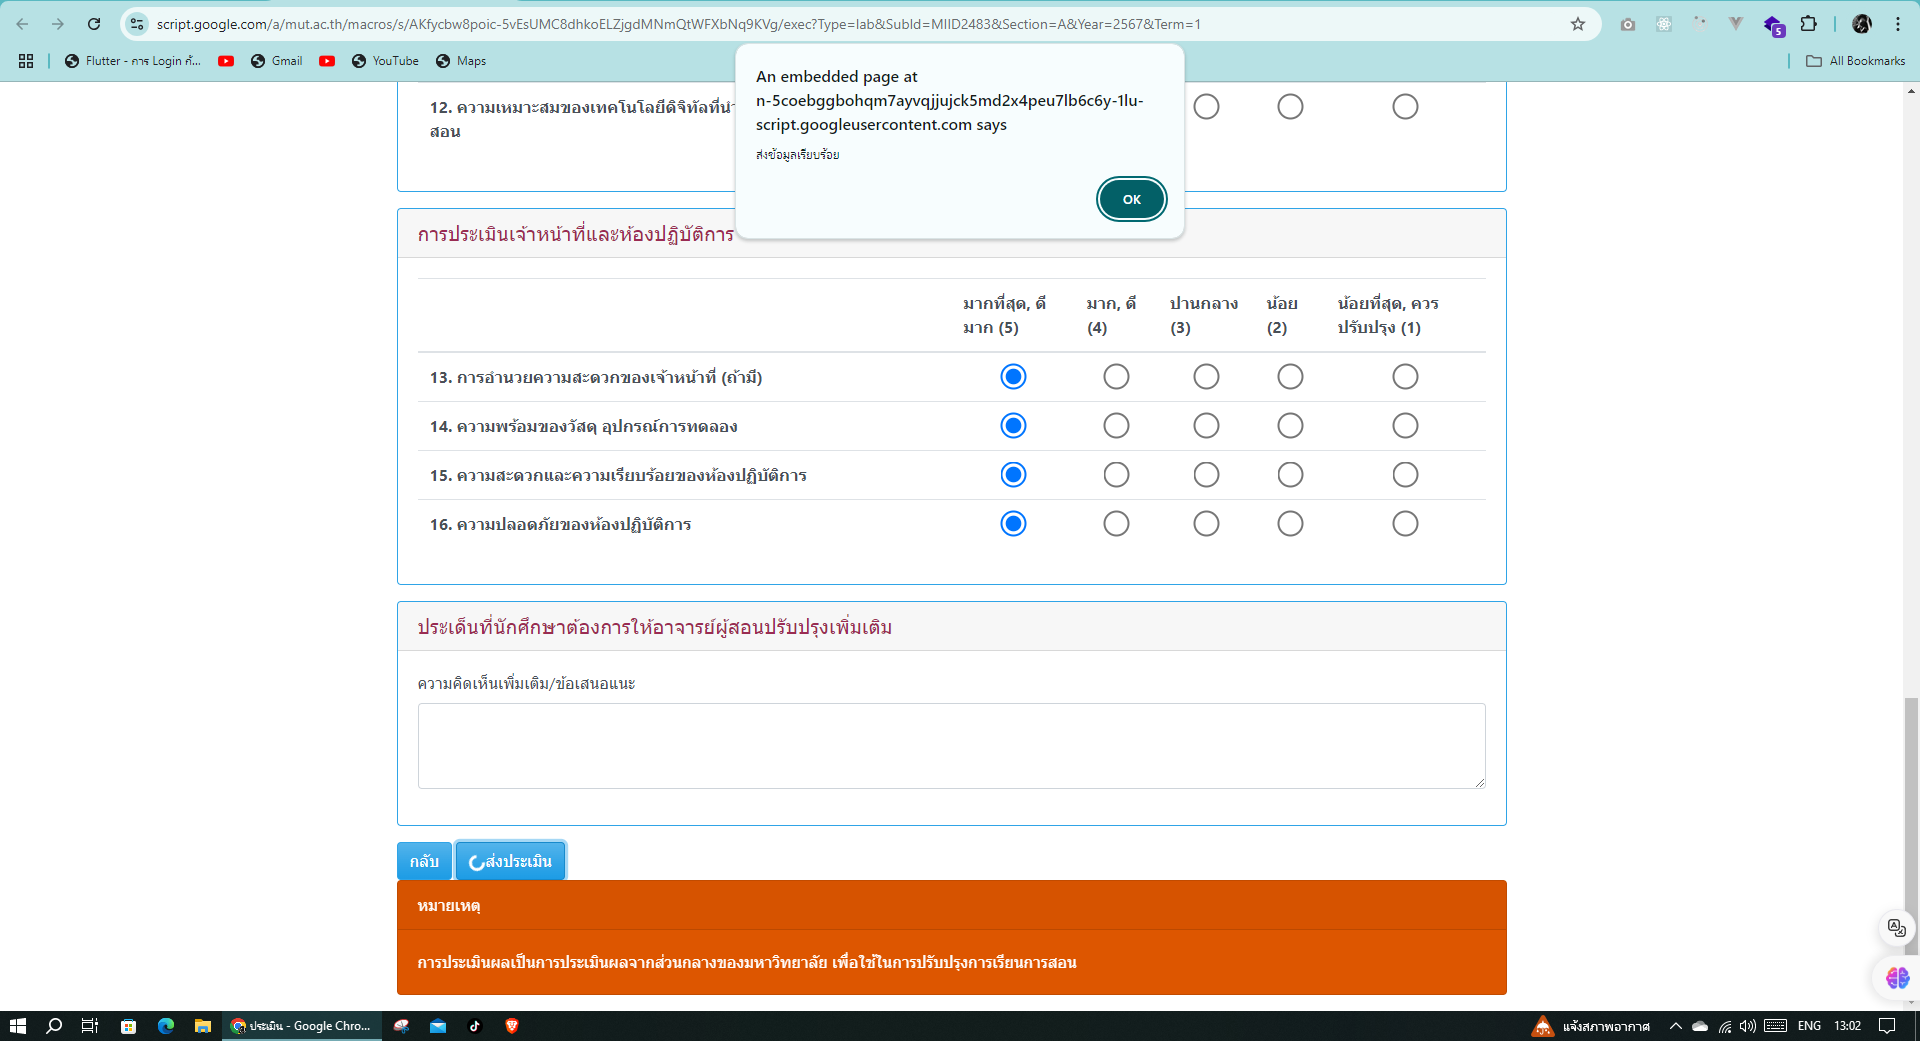 script.google.com/a/mut.ac.th/macros/s/AKfycbw8poic-5vEsUMC8dhkoELZjgdMNmQtWFXbNq9KVg/exec?Type=lab&SubId=MIID2483&Section=A&Year=2567&Term=1
5
Flutter - การ Login ก้...
Gmail
YouTube
Maps
All Bookmarks
An embedded page at
n-5coebggbohqm7ayvqjjujck5md2x4peu7lb6c6y-1lu-
script.googleusercontent.com says
ส่งข้อมูลเรียบร้อย
OK
12. ความเหมาะสมของเทคโนโลยีดิจิทัลที่นำ
สอน
การประเมินเจ้าหน้าที่และห้องปฏิบัติการ
มากที่สุด, ดี
มาก (5)
มาก, ดี
(4)
ปานกลาง
(3)
น้อย
(2)
น้อยที่สุด, ควร
ปรับปรุง (1)
13. การอำนวยความสะดวกของเจ้าหน้าที่ (ถ้ามี)
14. ความพร้อมของวัสดุ อุปกรณ์การทดลอง
15. ความสะดวกและความเรียบร้อยของห้องปฏิบัติการ
16. ความปลอดภัยของห้องปฏิบัติการ
ประเด็นที่นักศึกษาต้องการให้อาจารย์ผู้สอนปรับปรุงเพิ่มเติม
ความคิดเห็นเพิ่มเติม/ข้อเสนอแนะ
กลับ
ส่งประเมิน
หมายเหตุ
การประเมินผลเป็นการประเมินผลจากส่วนกลางของมหาวิทยาลัย เพื่อใช้ในการปรับปรุงการเรียนการสอน
ประเมิน - Google Chro...
แจ้งสภาพอากาศ
ENG
13:02